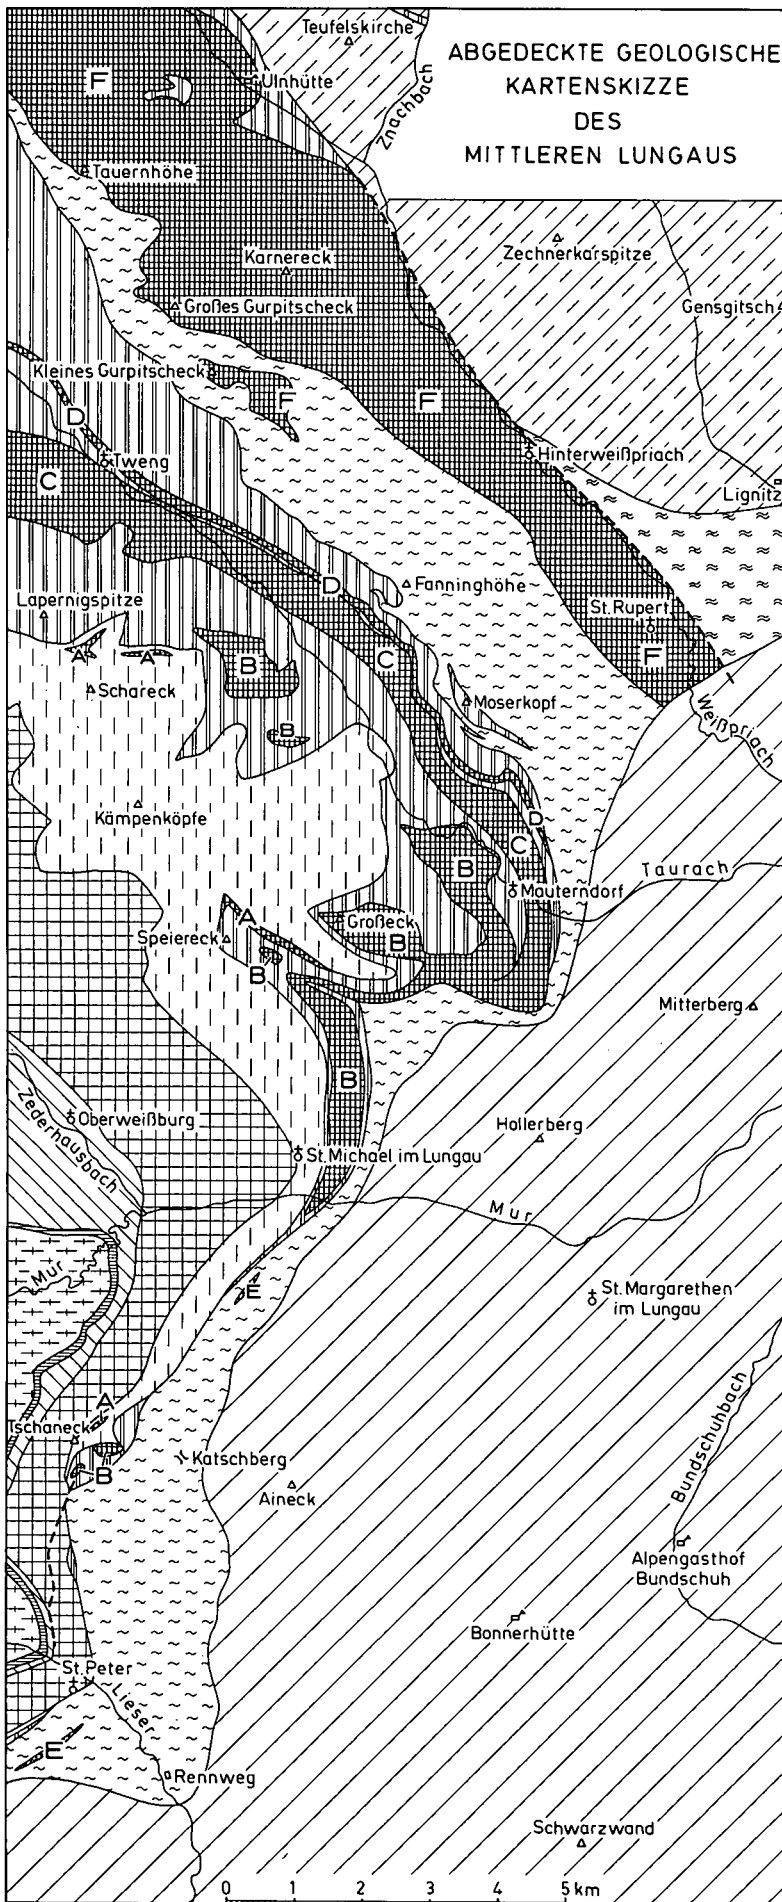 ABGEDECKTE GEOLOGISCHE
KARTENSKIZZE
DES
MITTLEREN LUNGAUS
Teufelskirche
Znachbach
F
Ulnhütte
Tauernhöhe
Zechnerkarspitze
Karnereck
Großes Gurpitscheck
Gensgitsch
Kleines Gurpitscheck
F
F
D
Tweng
Hinterweißpriach
C
Lignitz
D
Fanninghöhe
Lapernigspitze
St. Rupert
A
A
B
C
F
Schareck
Moserkopf
Weißpriach
B
Kämpenköpfe
D
C
B
Taurach
Mauterndorf
A
Großeck
Speiereck
B
B
Mitterberg
B
Zederhausbach
Oberweißburg
Hollerberg
St. Michael im Lungau
Mur
Mur
E
St. Margarethen
im Lungau
A
Tschaneck
Bundschuhbach
Katschberg
B
Aineck
Alpengasthof
Bundschuh
Bonnerhütte
St. Peter
Lieser
E
Rennweg
Schwarzwand
0 1 2 3 4 5 km